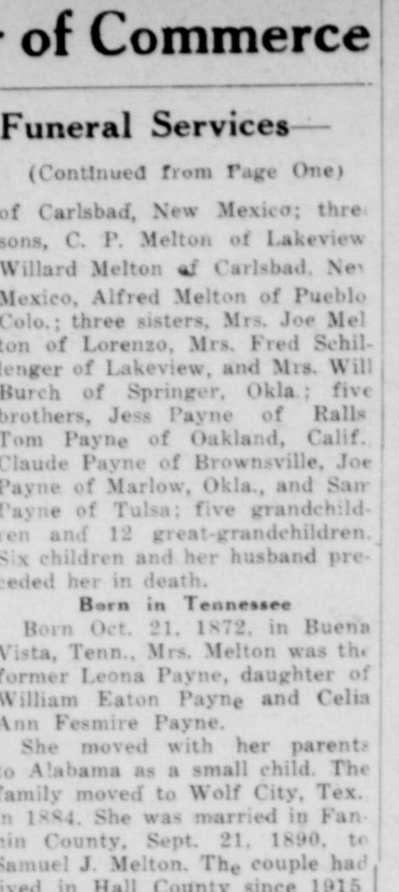 of Commerce
Funeral Services—
(Continued from Page One)
of Carlsbad, New Mexico; thre
sons, C. P. Melton of Lakeview
Willard Melton of Carlsbad, Ne
Mexico, Alfred Melton of Pueblo
Colo.; three sisters, Mrs. Joe Mel
ton of Lorenzo, Mrs. Fred Schil-
lenger of Lakeview, and Mrs. Will
Burch of Springer, Okla.; five
brothers, Jess Payne of Ralls
Tom Payne of Oakland, Calif.
Claude Payne of Brownsville, Joe
Payne of Marlow, Okla., and Sam
Payne of Tulsa; five grandchild-
ren and 12 great-grandchildren.
Six children and her husband pre-
ceded her in death.
Born in Tennessee
Born Oct. 21, 1872, in Buena
Vista, Tenn., Mrs. Melton was the
former Leona Payne, daughter of
William Eaton Payne and Celia
Ann Fesmire Payne.
She moved with her parents
to Alabama as a small child. The
family moved to Wolf City, Tex.
in 1884. She was married in Fan-
nin County, Sept. 21, 1890, to
Samuel J. Melton. The couple had
lived in Hall County since 1915